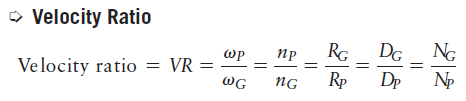 ➭ Velocity Ratio
Velocity ratio = VR = ωP/ωG = nP/nG = RG/RP = DG/DP = NG/NP